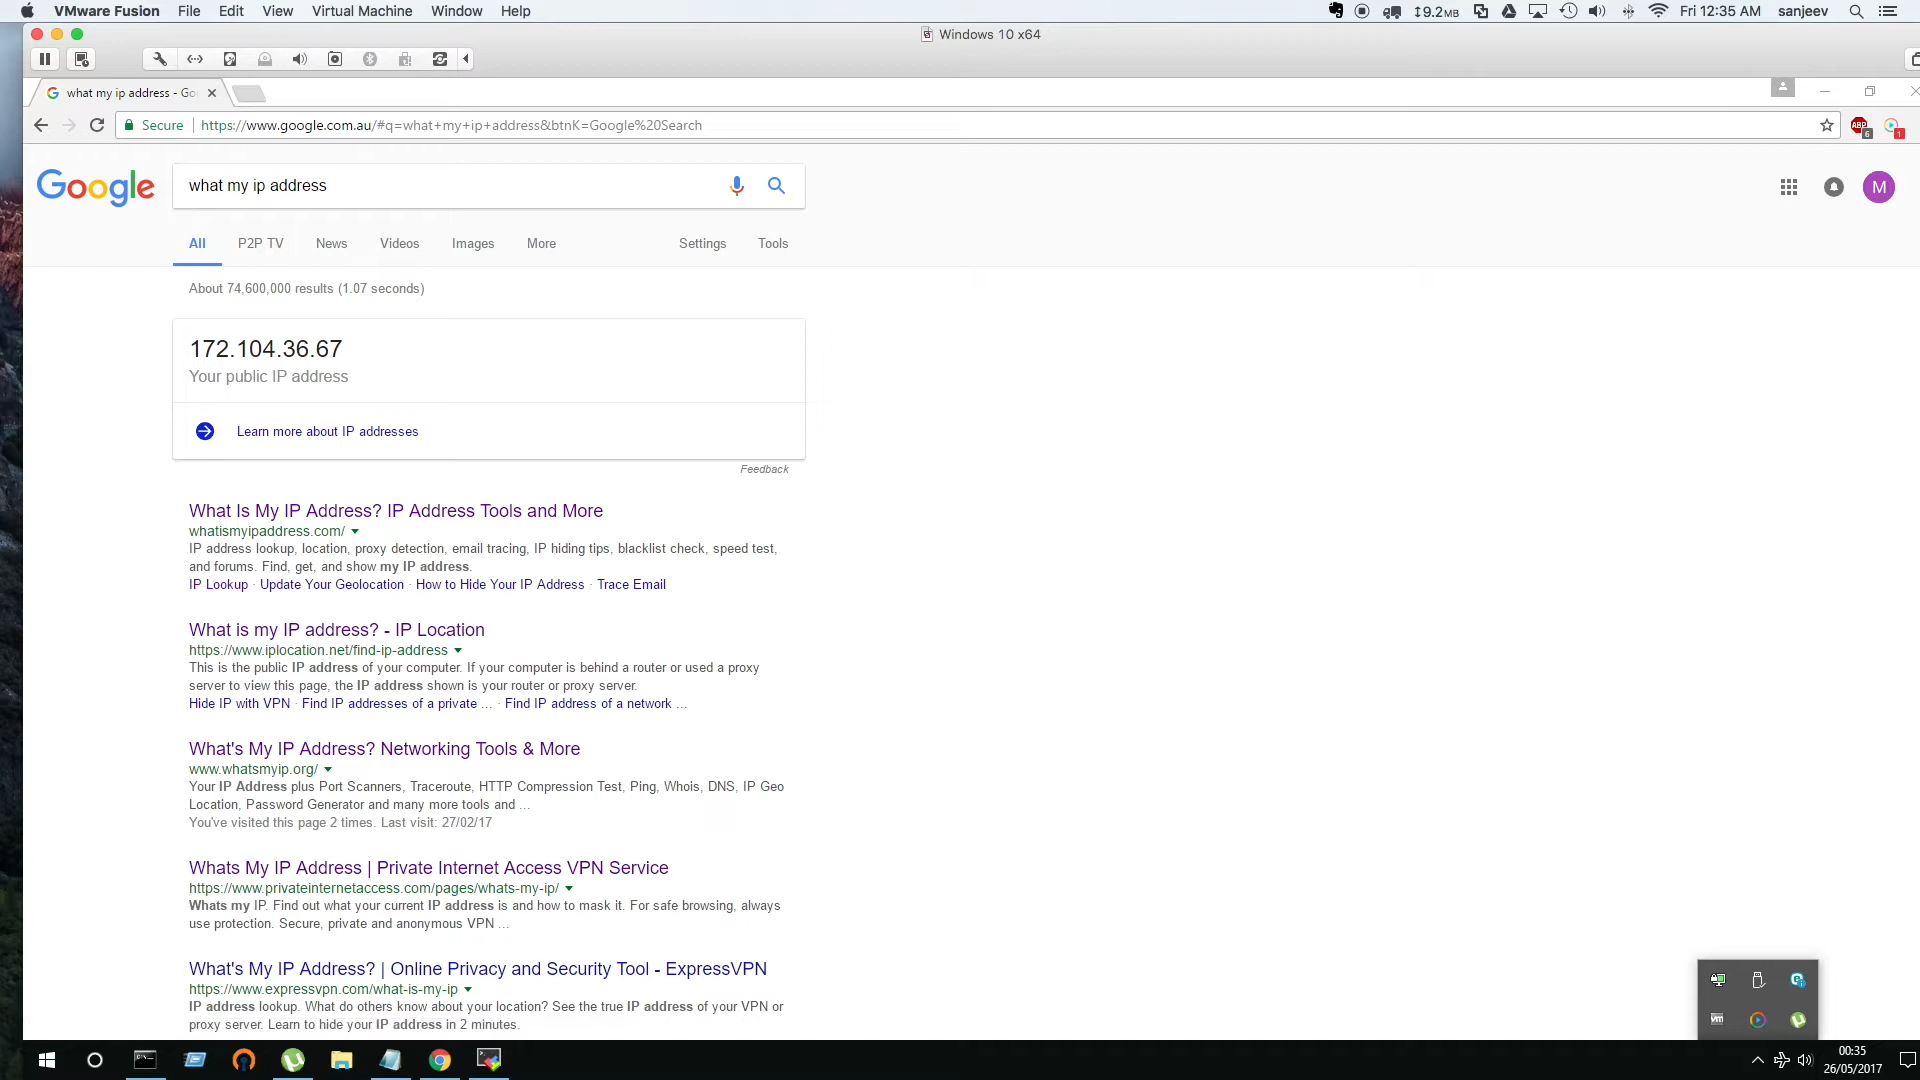 VMware Fusion File Edit View Virtual Machine Window Help 9.2MB Fri 12:35 AM sanjeev
Windows 10 x64
what my ip address - Go
Secure https://www.google.com.au/#q=what+my+ip+address&btnK=Google%20Search ABP 6 1
Google what my ip address M
All P2P TV News Videos Images More Settings Tools
About 74,600,000 results (1.07 seconds)
172.104.36.67
Your public IP address
Learn more about IP addresses
Feedback
What Is My IP Address? IP Address Tools and More
whatismyipaddress.com/
IP address lookup, location, proxy detection, email tracing, IP hiding tips, blacklist check, speed test,
and forums. Find, get, and show my IP address.
IP Lookup · Update Your Geolocation · How to Hide Your IP Address · Trace Email
What is my IP address? - IP Location
https://www.iplocation.net/find-ip-address
This is the public IP address of your computer. If your computer is behind a router or used a proxy
server to view this page, the IP address shown is your router or proxy server.
Hide IP with VPN · Find IP addresses of a private ... · Find IP address of a network ...
What's My IP Address? Networking Tools & More
www.whatsmyip.org/
Your IP Address plus Port Scanners, Traceroute, HTTP Compression Test, Ping, Whois, DNS, IP Geo
Location, Password Generator and many more tools and ...
You've visited this page 2 times. Last visit: 27/02/17
Whats My IP Address | Private Internet Access VPN Service
https://www.privateinternetaccess.com/pages/whats-my-ip/
Whats my IP. Find out what your current IP address is and how to mask it. For safe browsing, always
use protection. Secure, private and anonymous VPN ...
What's My IP Address? | Online Privacy and Security Tool - ExpressVPN
https://www.expressvpn.com/what-is-my-ip
IP address lookup. What do others know about your location? See the true IP address of your VPN or
proxy server. Learn to hide your IP address in 2 minutes.
vm
00:35
26/05/2017